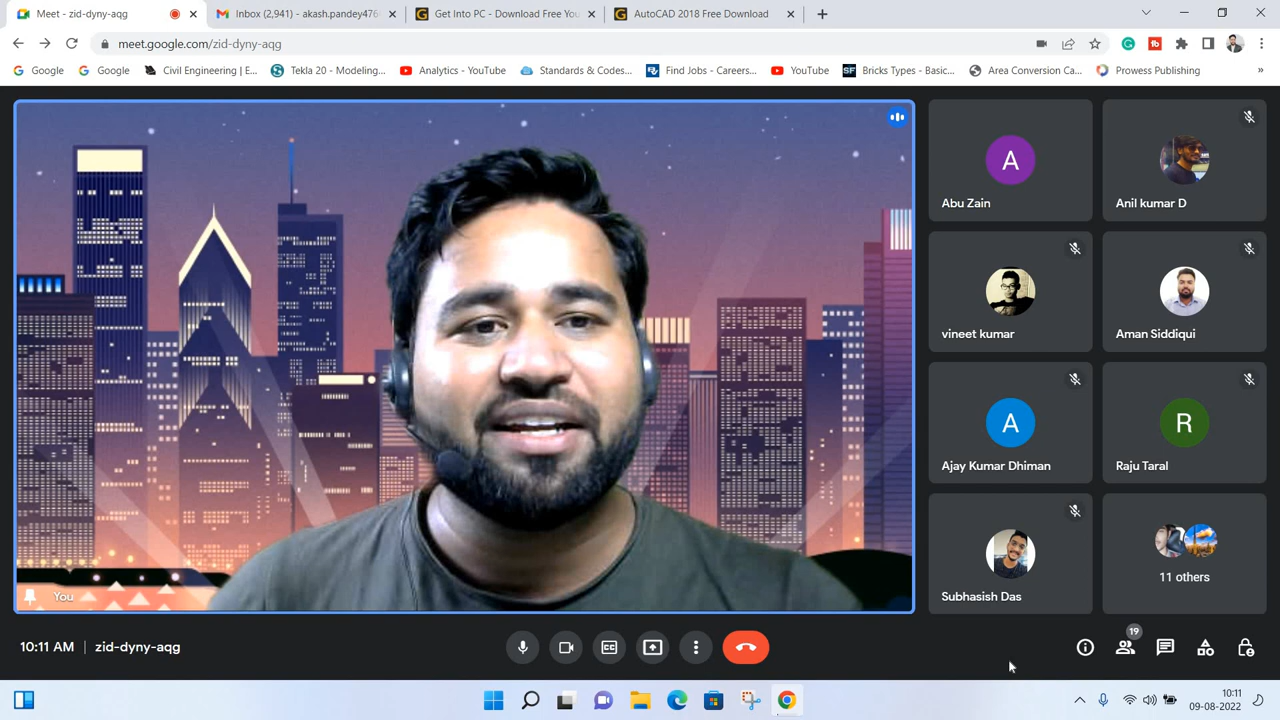 Meet - zid-dyny-aqg
Inbox (2,941) - akash.pandey476
Get Into PC - Download Free You
AutoCAD 2018 Free Download
meet.google.com/zid-dyny-aqg
Google
Google
Civil Engineering | E...
Tekla 20 - Modeling...
Analytics - YouTube
Standards & Codes...
Find Jobs - Careers...
YouTube
Bricks Types - Basic...
Area Conversion Ca...
Prowess Publishing
»
A
Abu Zain
Anil kumar D
vineet kumar
Aman Siddiqui
A
Ajay Kumar Dhiman
R
Raju Taral
Subhasish Das
11 others
You
10:11 AM | zid-dyny-aqg
CC
19
10:11
09-08-2022